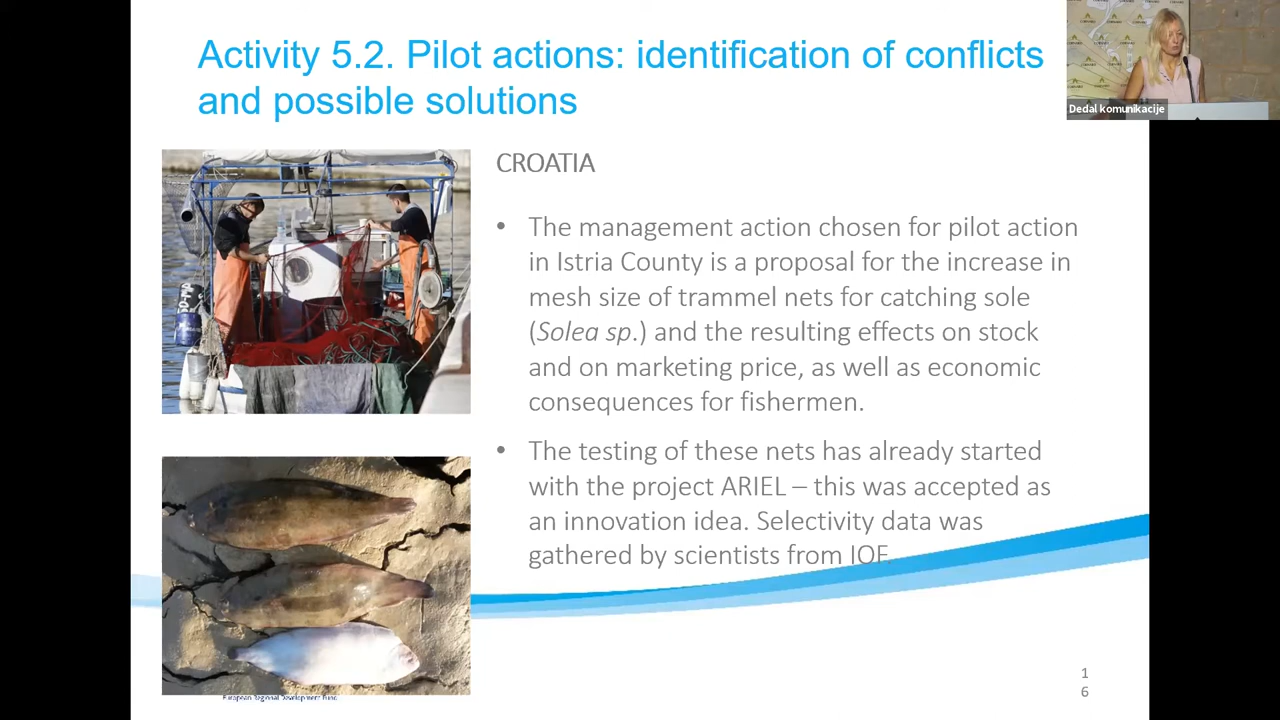 Activity 5.2. Pilot actions: identification of conflicts
and possible solutions
Dedal komunikacije
CROATIA
• The management action chosen for pilot action
in Istria County is a proposal for the increase in
mesh size of trammel nets for catching sole
(Solea sp.) and the resulting effects on stock
and on marketing price, as well as economic
consequences for fishermen.
• The testing of these nets has already started
with the project ARIEL – this was accepted as
an innovation idea. Selectivity data was
gathered by scientists from IOF.
European Regional Development Fund
1
6